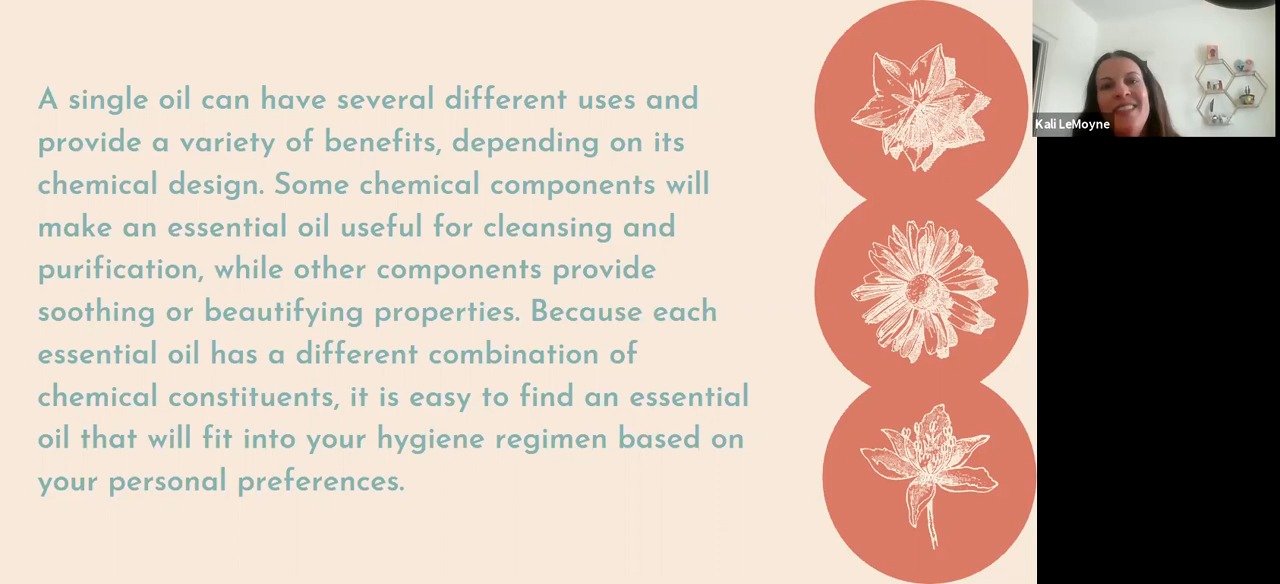 A single oil can have several different uses and
provide a variety of benefits, depending on its
chemical design. Some chemical components will
make an essential oil useful for cleansing and
purification, while other components provide
soothing or beautifying properties. Because each
essential oil has a different combination of
chemical constituents, it is easy to find an essential
oil that will fit into your hygiene regimen based on
your personal preferences.
Kali LeMoyne